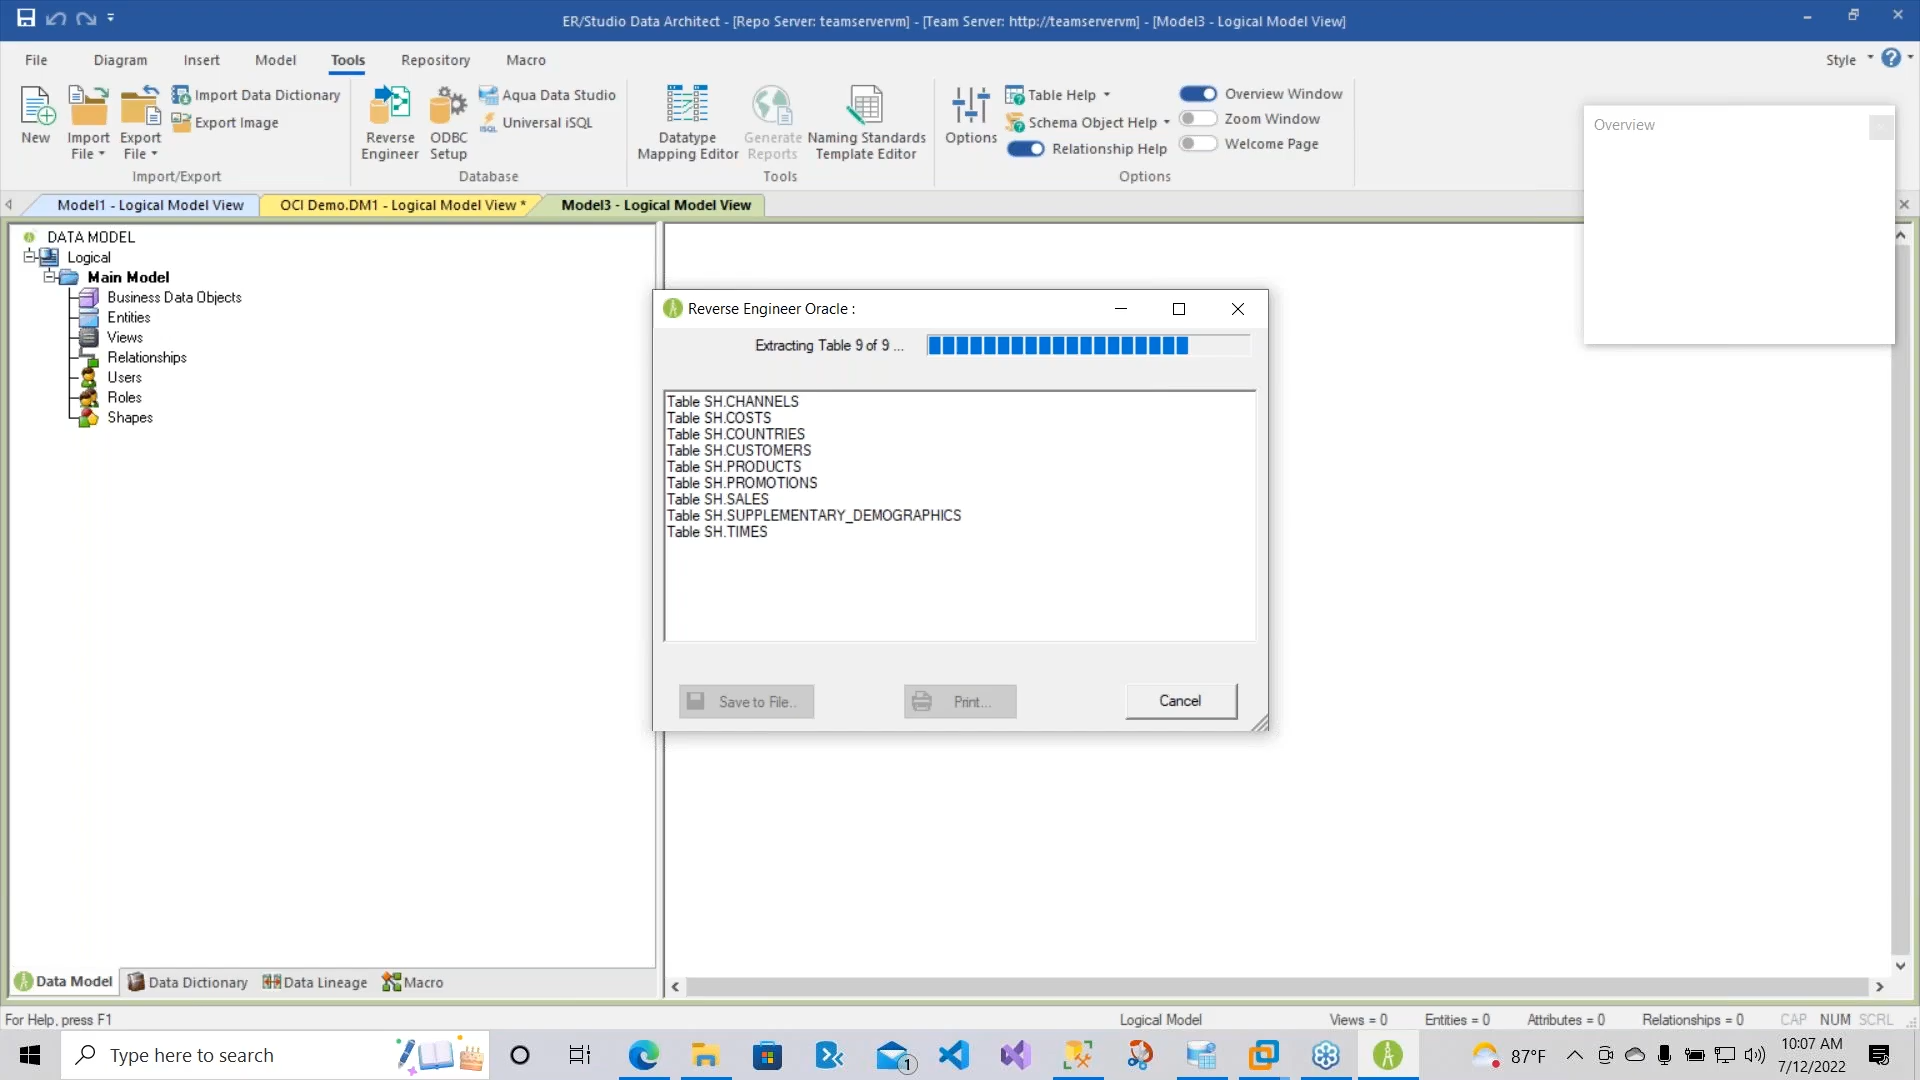 ER/Studio Data Architect - [Repo Server: teamservervm] - [Team Server: http://teamservervm] - [Model3 - Logical Model View]
File Diagram Insert Model Tools Repository Macro Style
New
Import File
Export File
Import Data Dictionary
Export Image
Import/Export
Reverse Engineer
ODBC Setup
Aqua Data Studio
Universal iSQL
Database
Datatype Mapping Editor
Generate Reports
Naming Standards Template Editor
Tools
Options
Table Help
Schema Object Help
Relationship Help
Overview Window
Zoom Window
Welcome Page
Options
Overview
Model1 - Logical Model View
OCI Demo.DM1 - Logical Model View *
Model3 - Logical Model View
DATA MODEL
Logical
Main Model
Business Data Objects
Entities
Views
Relationships
Users
Roles
Shapes
Reverse Engineer Oracle :
Extracting Table 9 of 9 ...
Table SH.CHANNELS
Table SH.COSTS
Table SH.COUNTRIES
Table SH.CUSTOMERS
Table SH.PRODUCTS
Table SH.PROMOTIONS
Table SH.SALES
Table SH.SUPPLEMENTARY_DEMOGRAPHICS
Table SH.TIMES
Save to File..
Print...
Cancel
Data Model Data Dictionary Data Lineage Macro
For Help, press F1
Logical Model Views = 0 Entities = 0 Attributes = 0 Relationships = 0 CAP NUM SCRL
Type here to search
1
87°F
10:07 AM
7/12/2022